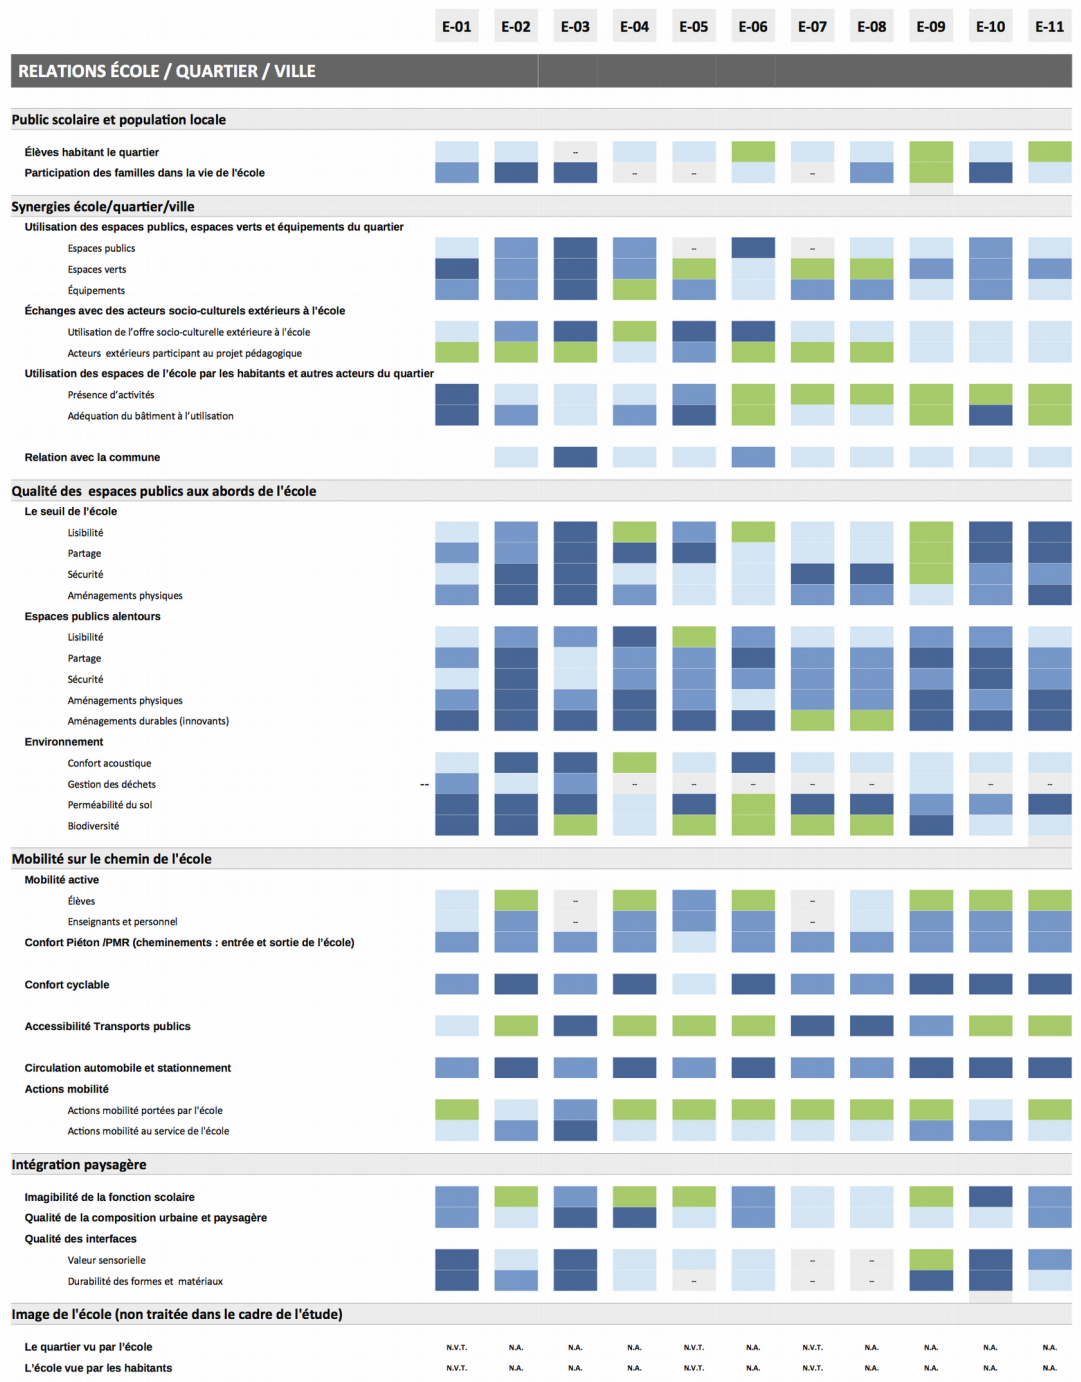 E-01 E-02 E-03 E-04 E-05 E-06 E-07 E-08 E-09 E-10 E-11
RELATIONS ÉCOLE / QUARTIER / VILLE
Public scolaire et population locale
Élèves habitant le quartier --
Participation des familles dans la vie de l'école -- -- --
Synergies école/quartier/ville
Utilisation des espaces publics, espaces verts et équipements du quartier
Espaces publics -- --
Espaces verts
Équipements
Échanges avec des acteurs socio-culturels extérieurs à l'école
Utilisation de l'offre socio-culturelle extérieure à l'école
Acteurs extérieurs participant au projet pédagogique
Utilisation des espaces de l'école par les habitants et autres acteurs du quartier
Présence d'activités
Adéquation du bâtiment à l'utilisation
Relation avec la commune
Qualité des espaces publics aux abords de l'école
Le seuil de l'école
Lisibilité
Partage
Sécurité
Aménagements physiques
Espaces publics alentours
Lisibilité
Partage
Sécurité
Aménagements physiques
Aménagements durables (innovants)
Environnement
Confort acoustique
Gestion des déchets -- -- -- -- -- -- -- --
Perméabilité du sol
Biodiversité
Mobilité sur le chemin de l'école
Mobilité active
Élèves -- --
Enseignants et personnel -- --
Confort Piéton /PMR (cheminements : entrée et sortie de l'école)
Confort cyclable
Accessibilité Transports publics
Circulation automobile et stationnement
Actions mobilité
Actions mobilité portées par l'école
Actions mobilité au service de l'école
Intégration paysagère
Imagibilité de la fonction scolaire
Qualité de la composition urbaine et paysagère
Qualité des interfaces
Valeur sensorielle -- --
Durabilité des formes et matériaux -- -- --
Image de l'école (non traitée dans le cadre de l'étude)
Le quartier vu par l'école N.V.T. N.A. N.A. N.A. N.V.T. N.A. N.V.T. N.A. N.A. N.A. N.A.
L'école vue par les habitants N.V.T. N.A. N.A. N.A. N.V.T. N.A. N.V.T. N.A. N.A. N.A. N.A.